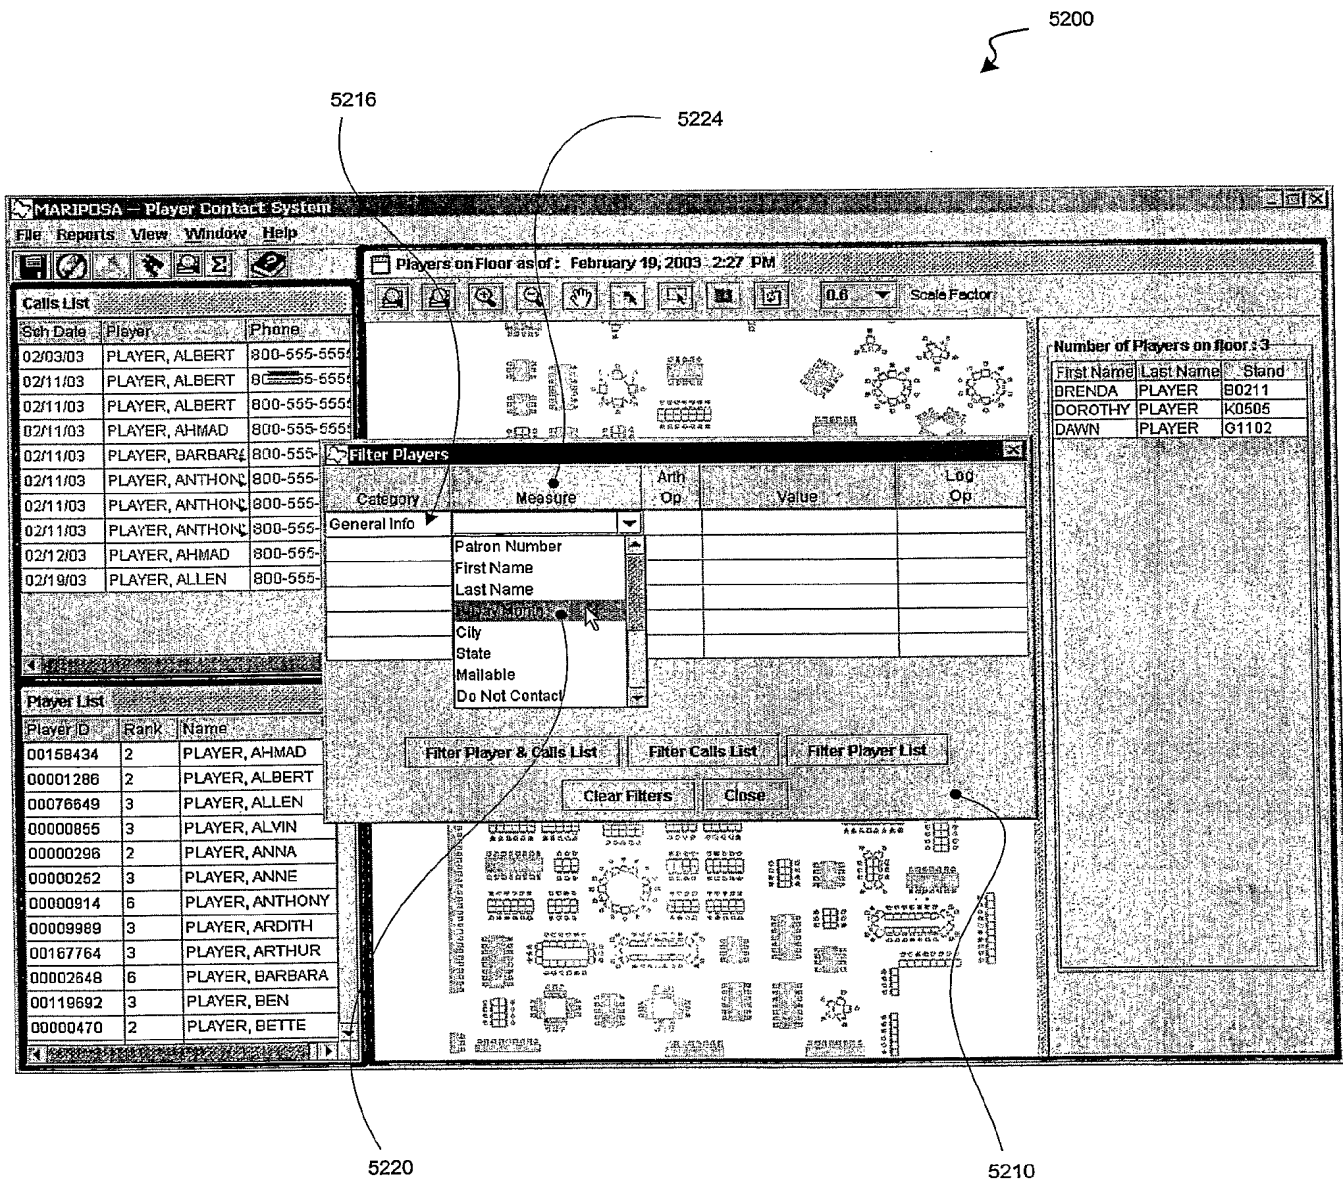 5200
5216
5224
MARIPOSA — Player Contact System
File Reports View Window Help
Players on Floor as of : February 19, 2003 2:27 PM
0.6 Scale Factor
Calls List
Sch Date Player Phone
02/03/03 PLAYER, ALBERT 800-555-5555
02/11/03 PLAYER, ALBERT 55-5555
02/11/03 PLAYER, ALBERT 800-555-5555
02/11/03 PLAYER, AHMAD 800-555-5555
02/11/03 PLAYER, BARBARA 800-555-
02/11/03 PLAYER, ANTHON 800-555-
02/11/03 PLAYER, ANTHON 800-555-
02/11/03 PLAYER, ANTHON 800-555-
02/12/03 PLAYER, AHMAD 800-555-
02/19/03 PLAYER, ALLEN 800-555-
Number of Players on floor : 3
First Name Last Name Stand
BRENDA PLAYER B0211
DOROTHY PLAYER K0505
DAWN PLAYER G1102
Filter Players
Category Measure Arth Op Value Log Op
General Info
Patron Number
First Name
Last Name
Month
City
State
Mailable
Do Not Contact
Filter Player & Calls List Filter Calls List Filter Player List
Clear Filters Close
Player List
Player ID Rank Name
00158434 2 PLAYER, AHMAD
00001286 2 PLAYER, ALBERT
00076649 3 PLAYER, ALLEN
00000855 3 PLAYER, ALVIN
00000296 2 PLAYER, ANNA
00000252 3 PLAYER, ANNE
00000914 6 PLAYER, ANTHONY
00009989 3 PLAYER, ARDITH
00167764 3 PLAYER, ARTHUR
00002648 6 PLAYER, BARBARA
00119692 3 PLAYER, BEN
00000470 2 PLAYER, BETTE
5220
5210